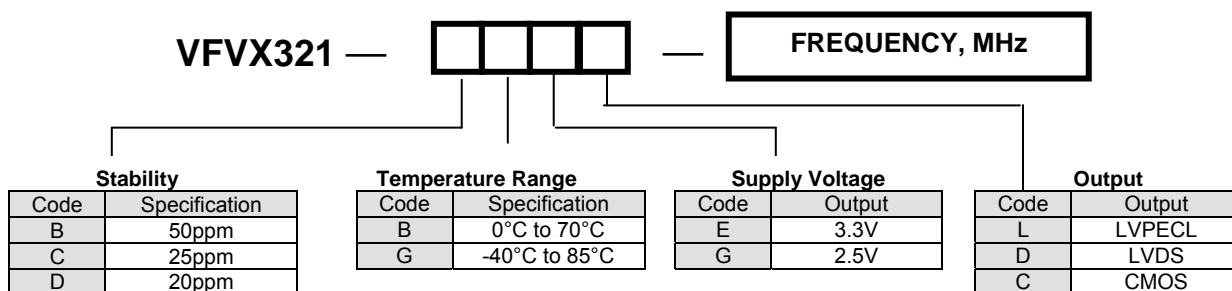 VFVX321 — — FREQUENCY, MHz
Stability
Code Specification
B 50ppm
C 25ppm
D 20ppm
Temperature Range
Code Specification
B 0°C to 70°C
G -40°C to 85°C
Supply Voltage
Code Output
E 3.3V
G 2.5V
Output
Code Output
L LVPECL
D LVDS
C CMOS